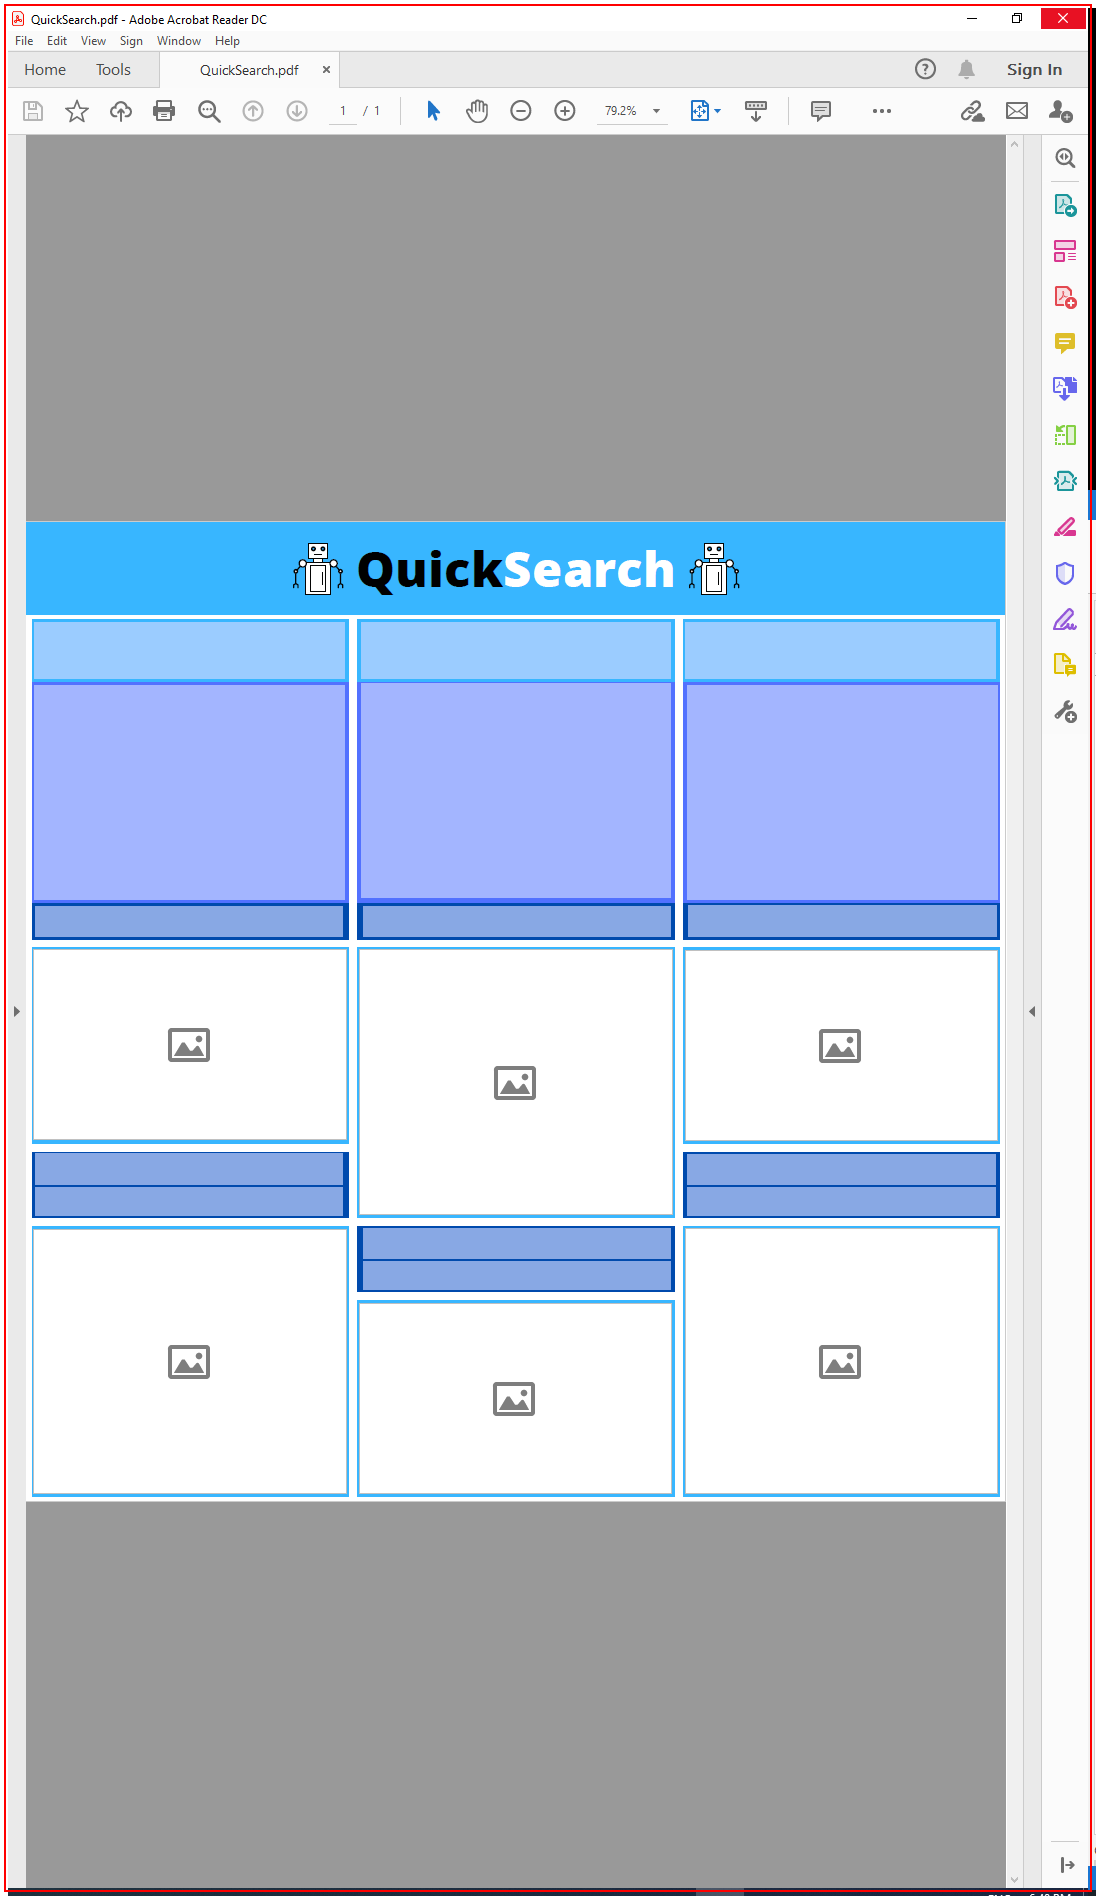 QuickSearch.pdf - Adobe Acrobat Reader DC
File Edit View Sign Window Help
Home Tools QuickSearch.pdf × ? Sign In
1 / 1 79.2%
QuickSearch